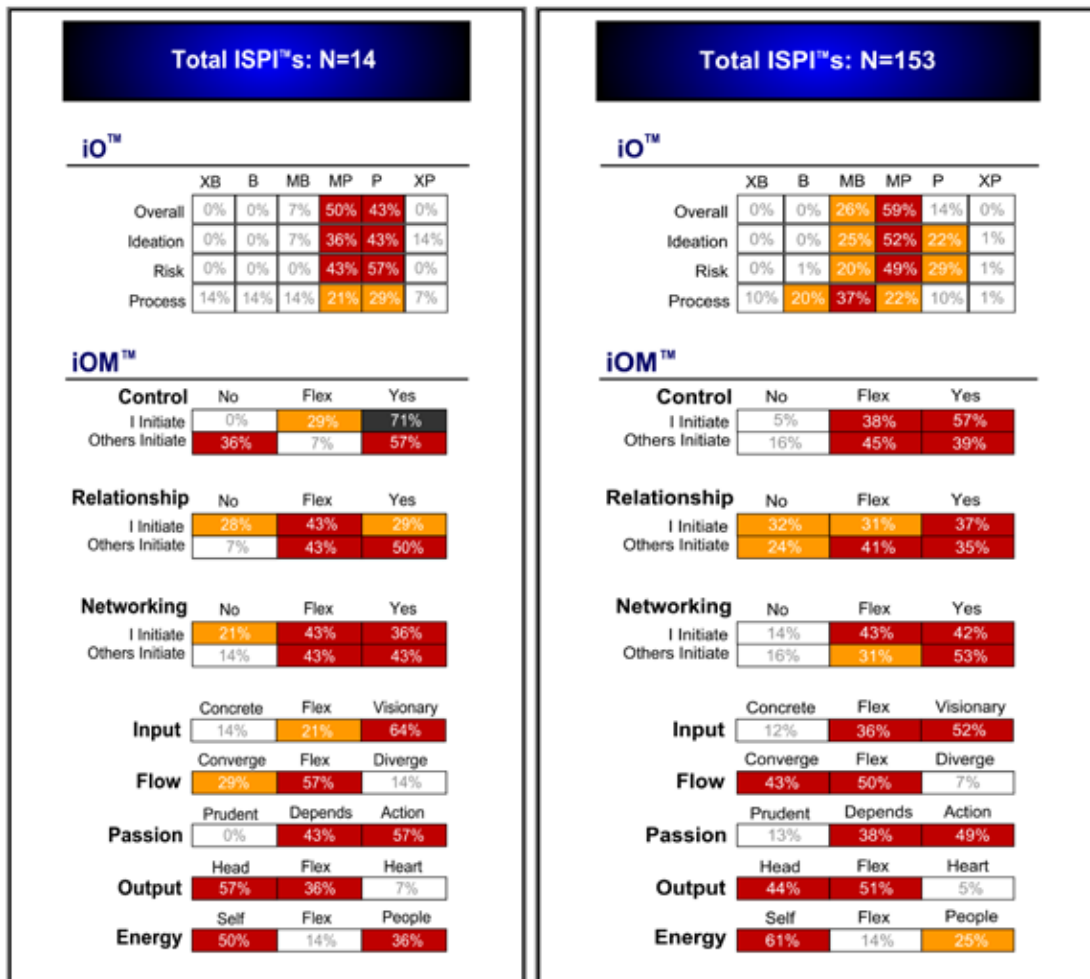 Total ISPI™s: N=14
iO™
XB B MB MP P XP
Overall 0% 0% 7% 50% 43% 0%
Ideation 0% 0% 7% 36% 43% 14%
Risk 0% 0% 0% 43% 57% 0%
Process 14% 14% 14% 21% 29% 7%
iOM™
Control No Flex Yes
I Initiate 0% 29% 71%
Others Initiate 36% 7% 57%
Relationship No Flex Yes
I Initiate 28% 43% 29%
Others Initiate 7% 43% 50%
Networking No Flex Yes
I Initiate 21% 43% 36%
Others Initiate 14% 43% 43%
Concrete Flex Visionary
Input 14% 21% 64%
Converge Flex Diverge
Flow 29% 57% 14%
Prudent Depends Action
Passion 0% 43% 57%
Head Flex Heart
Output 57% 36% 7%
Self Flex People
Energy 50% 14% 36%
Total ISPI™s: N=153
iO™
XB B MB MP P XP
Overall 0% 0% 26% 59% 14% 0%
Ideation 0% 0% 25% 52% 22% 1%
Risk 0% 1% 20% 49% 29% 1%
Process 10% 20% 37% 22% 10% 1%
iOM™
Control No Flex Yes
I Initiate 5% 38% 57%
Others Initiate 16% 45% 39%
Relationship No Flex Yes
I Initiate 32% 31% 37%
Others Initiate 24% 41% 35%
Networking No Flex Yes
I Initiate 14% 43% 42%
Others Initiate 16% 31% 53%
Concrete Flex Visionary
Input 12% 36% 52%
Converge Flex Diverge
Flow 43% 50% 7%
Prudent Depends Action
Passion 13% 38% 49%
Head Flex Heart
Output 44% 51% 5%
Self Flex People
Energy 61% 14% 25%